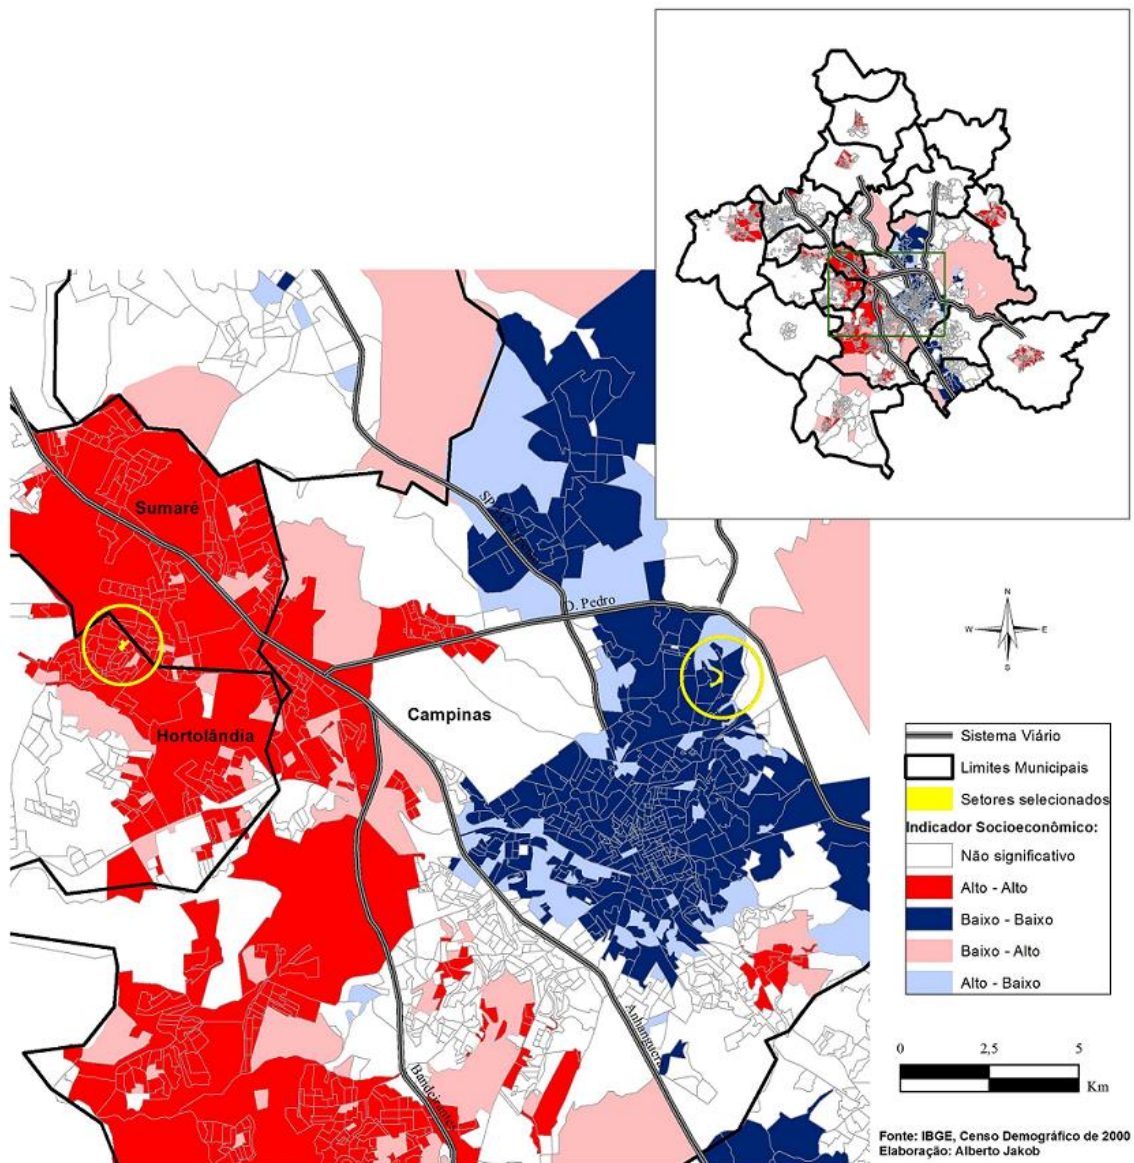 Sumaré
D. Pedro
Campinas
Hortolândia
Anhanguera
Bandeirantes
N
W
E
S
Sistema Viário
Limites Municipais
Setores selecionados
Indicador Socioeconômico:
Não significativo
Alto - Alto
Baixo - Baixo
Baixo - Alto
Alto - Baixo
0 2,5 5
Km
Fonte: IBGE, Censo Demográfico de 2000
Elaboração: Alberto Jakob